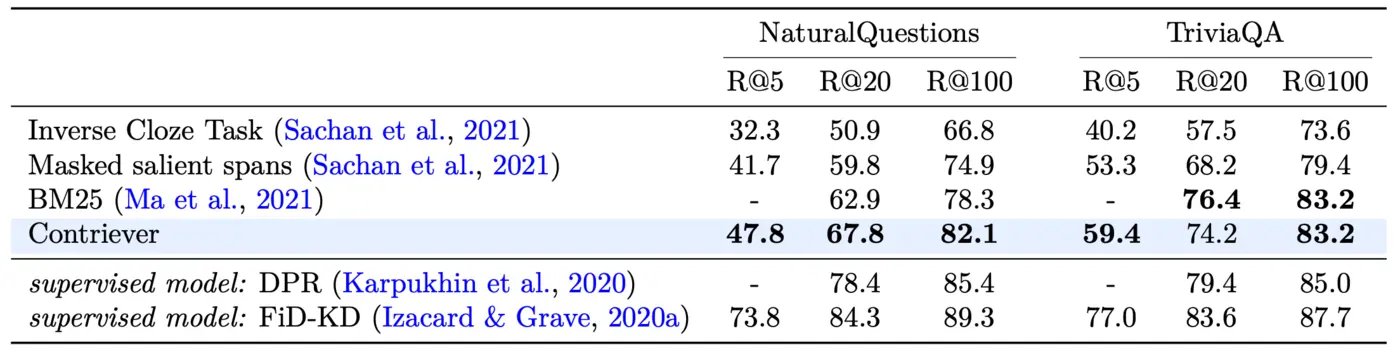 NaturalQuestions TriviaQA
R@5 R@20 R@100 R@5 R@20 R@100
Inverse Cloze Task (Sachan et al., 2021) 32.3 50.9 66.8 40.2 57.5 73.6
Masked salient spans (Sachan et al., 2021) 41.7 59.8 74.9 53.3 68.2 79.4
BM25 (Ma et al., 2021) - 62.9 78.3 - 76.4 83.2
Contriever 47.8 67.8 82.1 59.4 74.2 83.2
supervised model: DPR (Karpukhin et al., 2020) - 78.4 85.4 - 79.4 85.0
supervised model: FiD-KD (Izacard & Grave, 2020a) 73.8 84.3 89.3 77.0 83.6 87.7